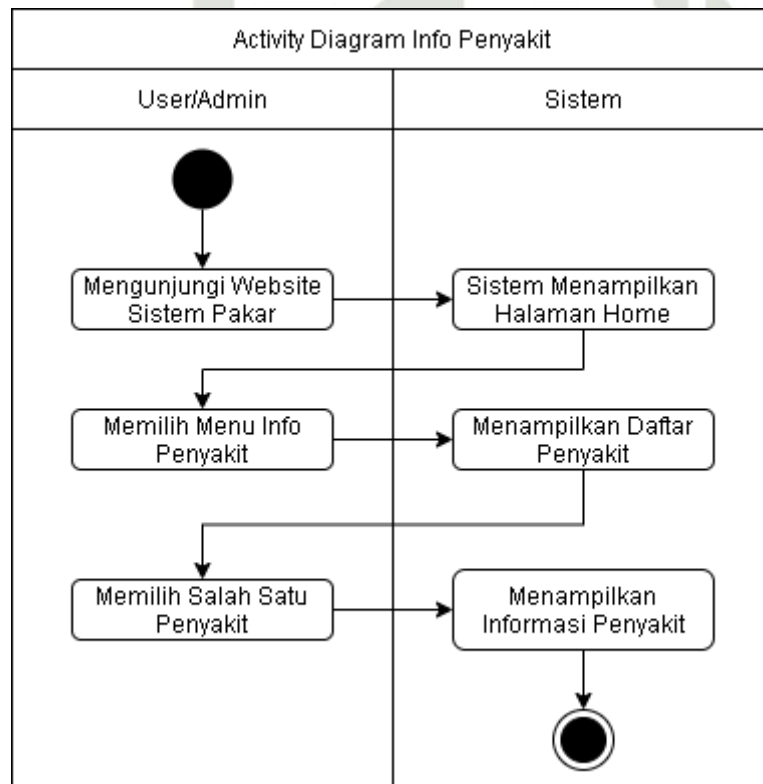 Activity Diagram Info Penyakit
User/Admin
Sistem
Mengunjungi Website
Sistem Pakar
Sistem Menampilkan
Halaman Home
Memilih Menu Info
Penyakit
Menampilkan Daftar
Penyakit
Memilih Salah Satu
Penyakit
Menampilkan
Informasi Penyakit